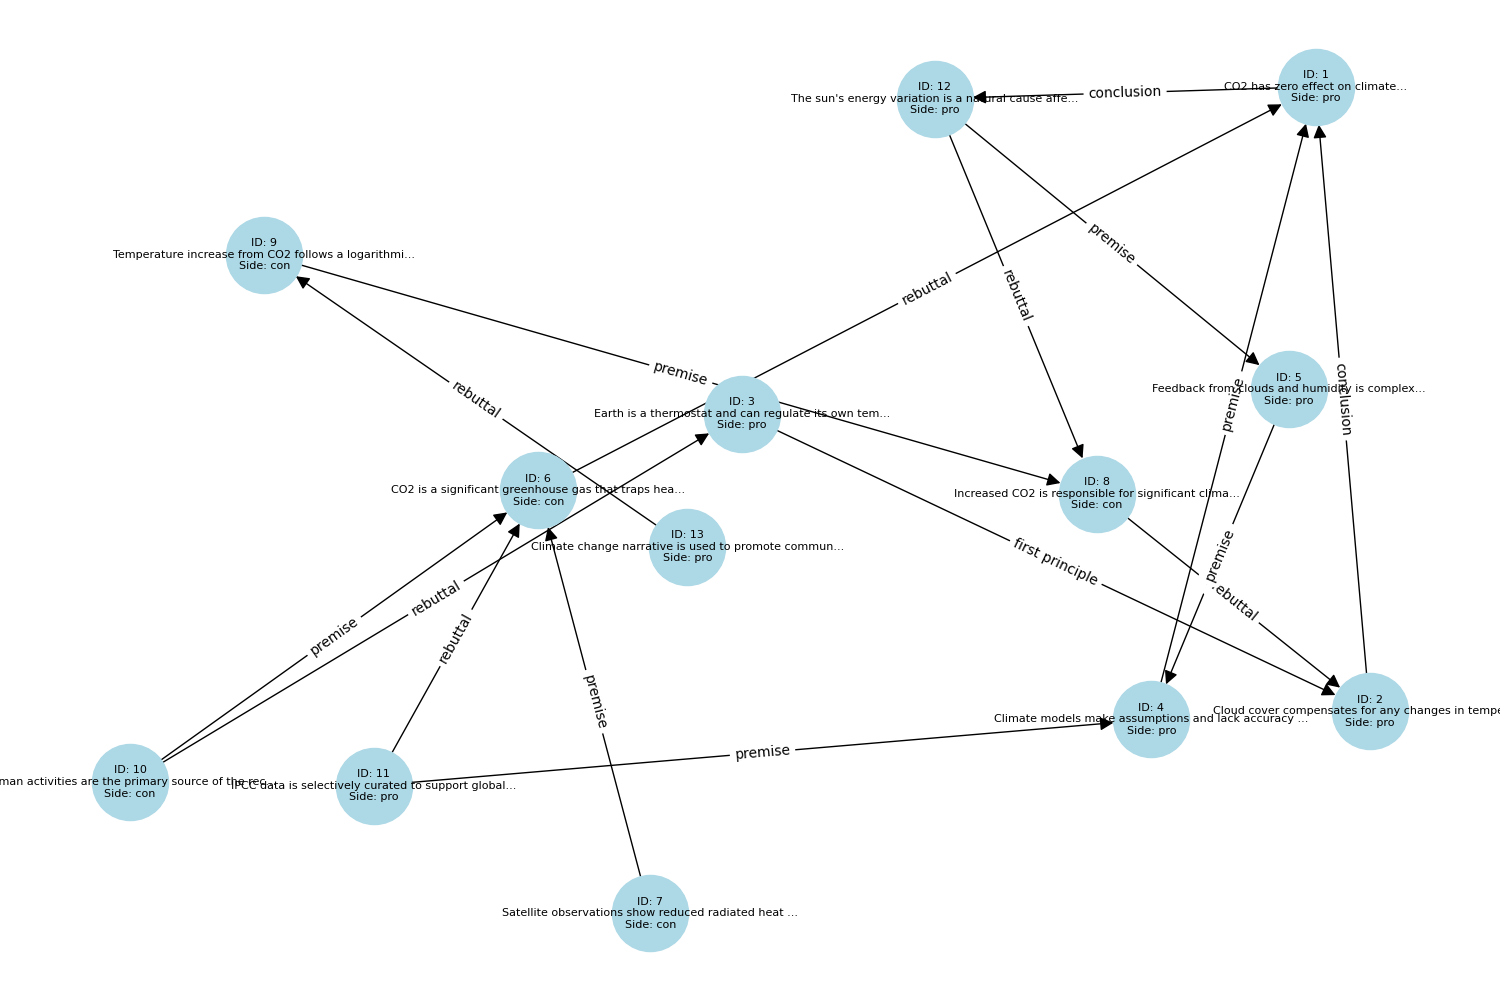 ID: 1
CO2 has zero effect on climate...
Side: pro
ID: 12
The sun's energy variation is a natural cause affe...
Side: pro
conclusion
premise
rebuttal
rebuttal
ID: 9
Temperature increase from CO2 follows a logarithmi...
Side: con
premise
rebuttal
ID: 3
Earth is a thermostat and can regulate its own tem...
Side: pro
ID: 5
Feedback from clouds and humidity is complex...
Side: pro
premise
conclusion
ID: 6
CO2 is a significant greenhouse gas that traps hea...
Side: con
ID: 8
Increased CO2 is responsible for significant clima...
Side: con
ID: 13
Climate change narrative is used to promote commun...
Side: pro
first principle
premise
ebuttal
rebuttal
premise
rebuttal
premise
ID: 4
Climate models make assumptions and lack accuracy ...
Side: pro
ID: 2
Cloud cover compensates for any changes in tempe
Side: pro
premise
ID: 10
man activities are the primary source of the rec...
Side: con
ID: 11
IPCC data is selectively curated to support global...
Side: pro
ID: 7
Satellite observations show reduced radiated heat ...
Side: con